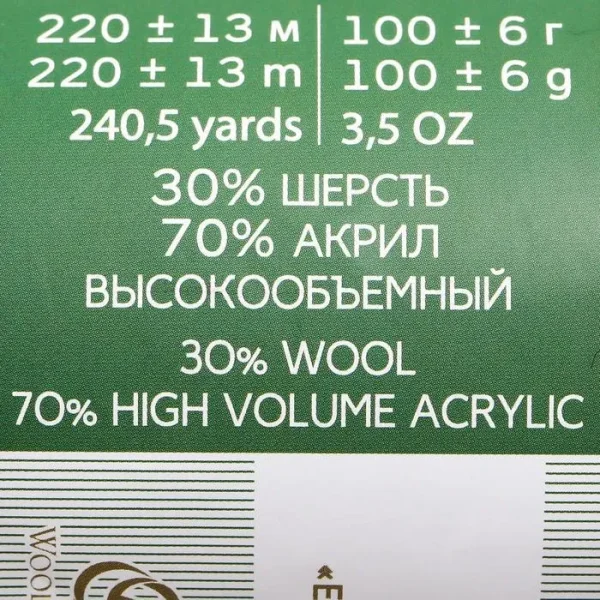 220 ± 13 м | 100 ± 6 г
220 ± 13 m | 100 ± 6 g
240,5 yards | 3,5 OZ
30% ШЕРСТЬ
70% АКРИЛ
ВЫСОКООБЪЕМНЫЙ
30% WOOL
70% HIGH VOLUME ACRYLIC